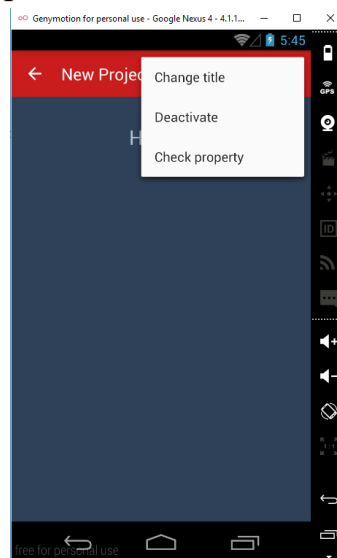 Genymotion for personal use - Google Nexus 4 - 4.1.1...
5:45
New Projec
Change title
Deactivate
Check property
H
GPS
ID
free for personal use